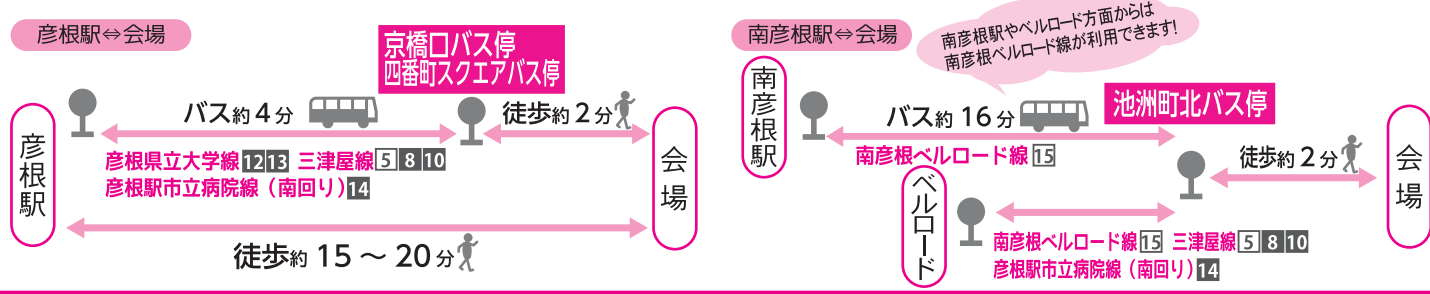 彦根駅⇔会場
京橋口バス停
四番町スクエアバス停
彦根駅
バス約4分
徒歩約2分
彦根県立大学線 12 13 三津屋線 5 8 10
彦根駅市立病院線（南回り）14
会場
徒歩約 15 ～ 20 分
南彦根駅⇔会場
南彦根駅やベルロード方面からは
南彦根ベルロード線が利用できます!
南彦根駅
バス約 16 分
池洲町北バス停
南彦根ベルロード線 15
徒歩約 2 分
会場
ベルロード
南彦根ベルロード線 15 三津屋線 5 8 10
彦根駅市立病院線（南回り）14